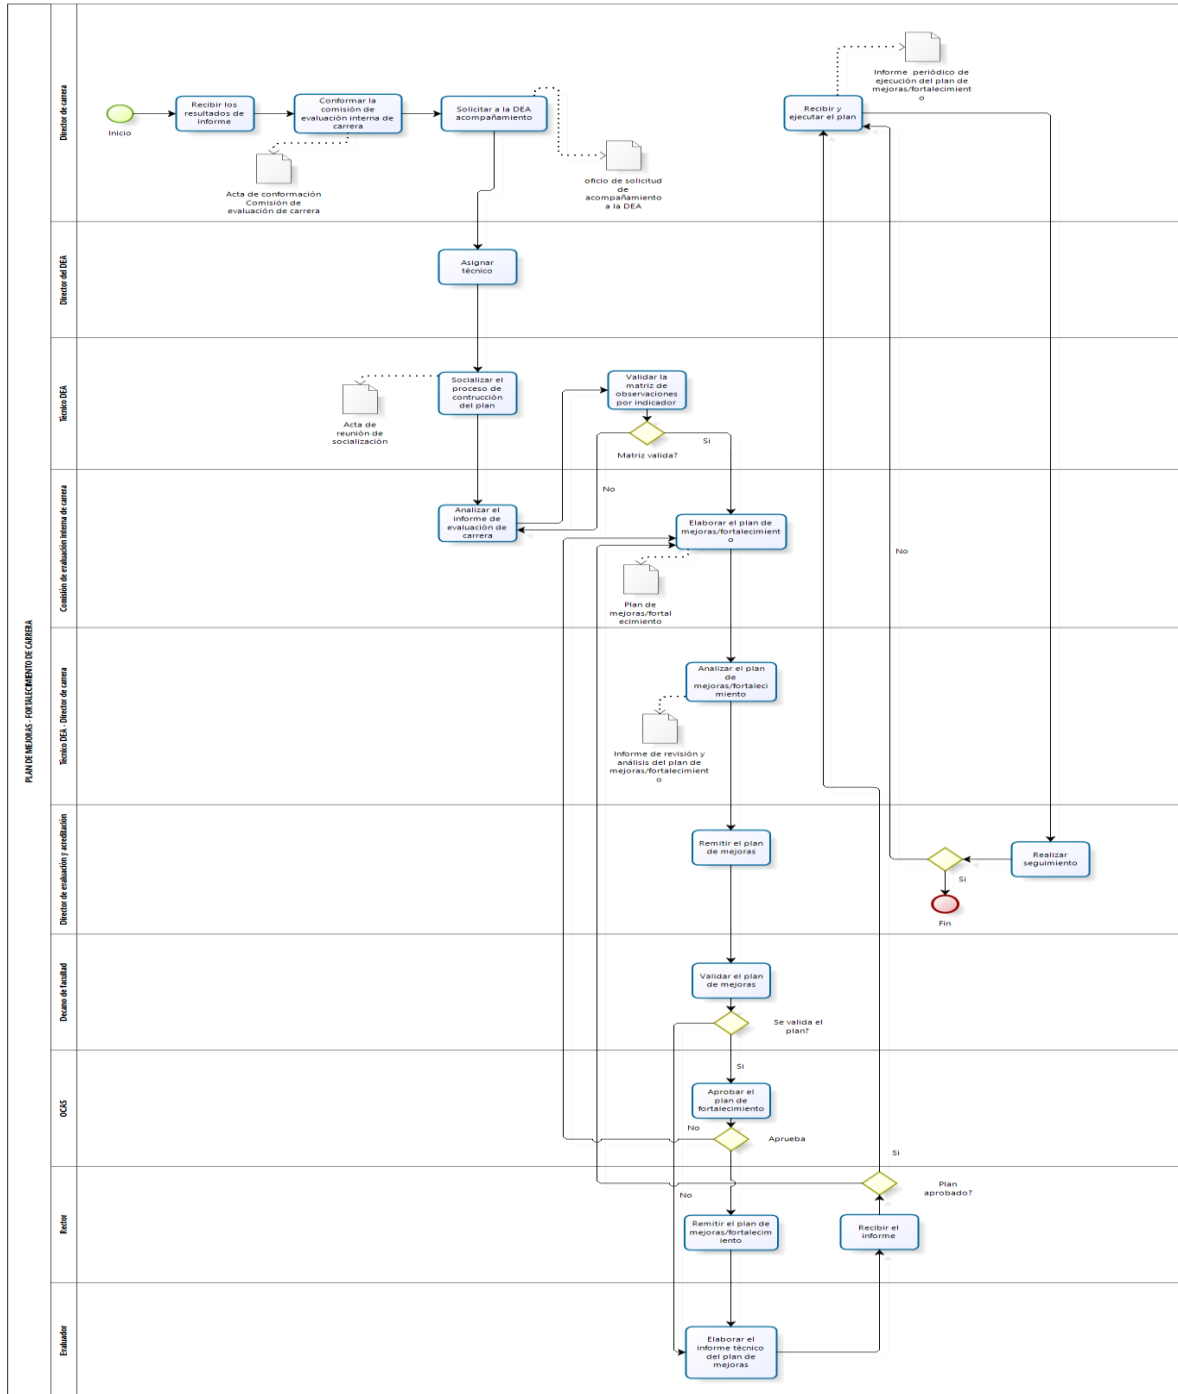 PLAN DE MEJORAS - FORTALECIMIENTO DE CARRERA
Director de carrera
Inicio
Recibir los
resultados de
informe
Conformar la
comisión de
evaluación interna de
carrera
Solicitar a la DEA
acompañamiento
Acta de conformación
Comisión de
evaluación de carrera
oficio de solicitud
de
acompañamiento
a la DEA
Recibir y
ejecutar el plan
Informe periódico de
ejecución del plan de
mejoras/fortalecimient
o
Director del DEA
Asignar
técnico
Técnico DEA
Socializar el
proceso de
contrucción
del plan
Acta de
reunión de
socialización
Validar la
matriz de
observaciones
por indicador
Matriz valida?
Si
No
Comisión de evaluación interna de carrera
Analizar el
informe de
evaluación de
carrera
Elaborar el plan de
mejoras/fortalecimient
o
Plan de
mejoras/fortal
ecimiento
No
Técnico DEA - Director de carrera
Analizar el plan
de
mejoras/fortaleci
miento
Informe de revisión y
análisis del plan de
mejoras/fortalecimient
o
Director de evaluación y acreditación
Remitir el plan
de mejoras
Realizar
seguimiento
Si
Fin
Decano de facultad
Validar el plan
de mejoras
Se valida el
plan?
Si
OCAS
Aprobar el
plan de
fortalecimiento
No
Aprueba
Si
Rector
Plan
aprobado?
No
Remitir el plan de
mejoras/fortalecim
iento
Recibir el
informe
Evaluador
Elaborar el
informe técnico
del plan de
mejoras